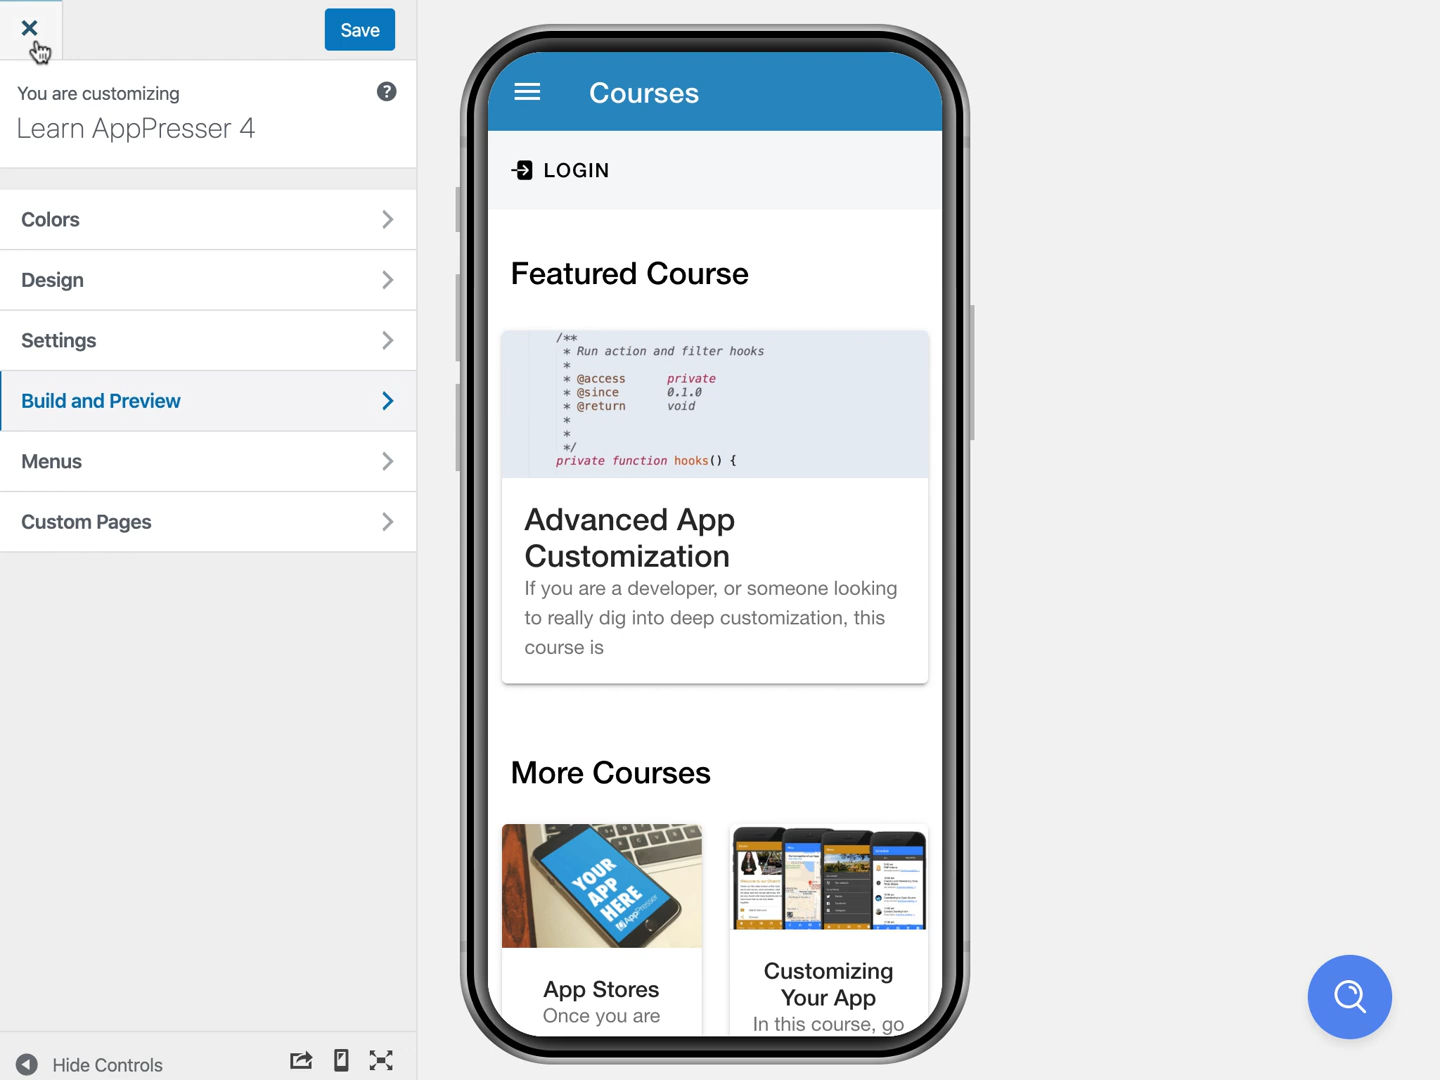 Save
You are customizing
Learn AppPresser 4
Colors
Design
Settings
Build and Preview
Menus
Custom Pages
Hide Controls
Courses
LOGIN
Featured Course
/**
* Run action and filter hooks
*
* @access private
* @since 0.1.0
* @return void
*
*
*/
private function hooks() {
Advanced App
Customization
If you are a developer, or someone looking
to really dig into deep customization, this
course is
More Courses
YOUR
APP
HERE
AppPresser
App Stores
Once you are
Customizing
Your App
In this course, go